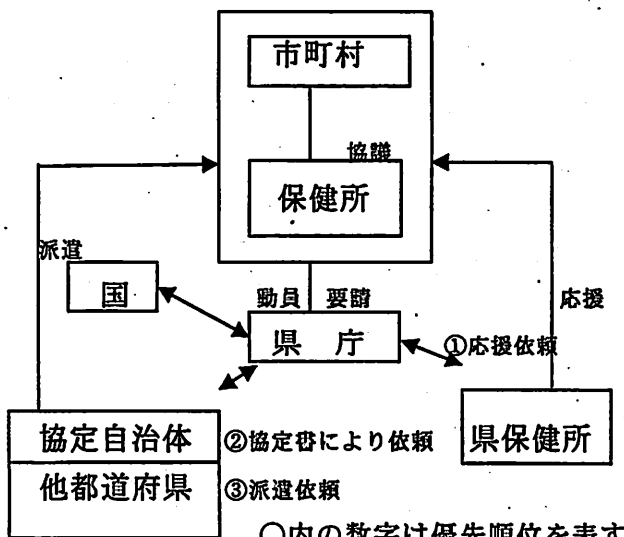 市町村
協議
保健所
派遣
国
動員 要請
応援
県 庁
①応援依頼
協定自治体
②協定書により依頼
県保健所
他都道府県
③派遣依頼
○内の数字は優先順位を表す